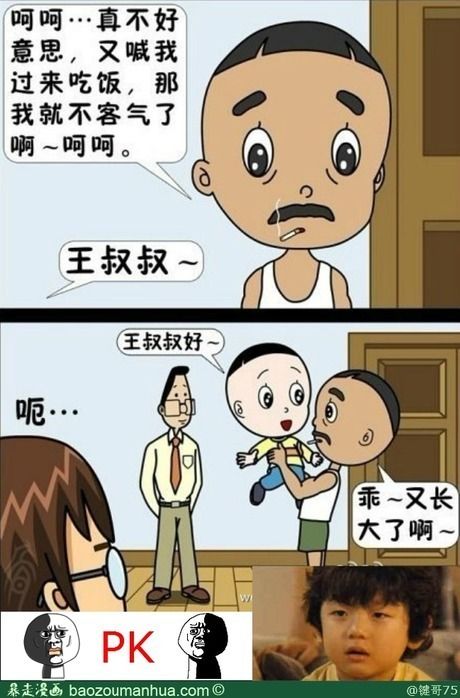 呵呵…真不好
意思，又喊我
过来吃饭，那
我就不客气了
啊~呵呵。
王叔叔~
王叔叔好~
呃…
乖~又长
大了啊~
PK
暴走漫画 baozoumanhua.com ©
@键哥75